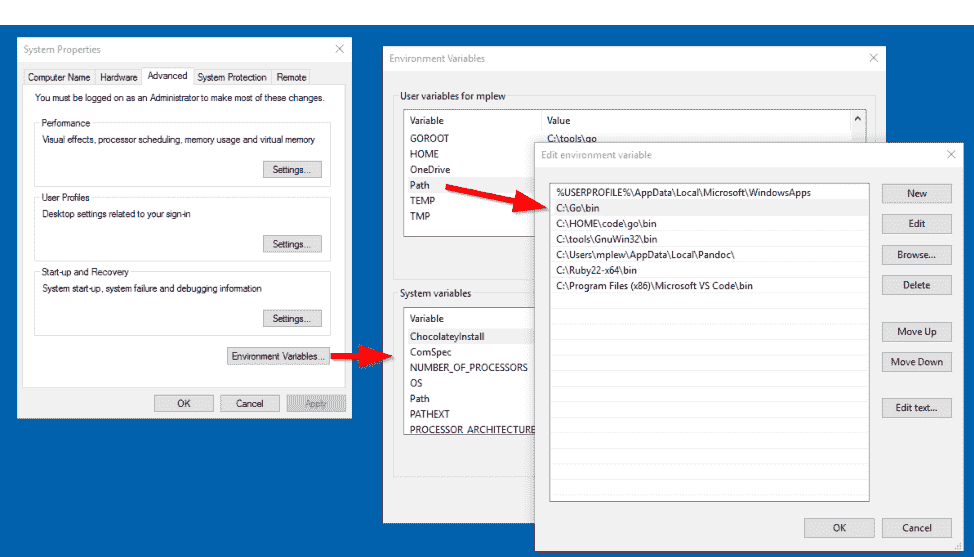 System Properties
Computer Name Hardware Advanced System Protection Remote
You must be logged on as an Administrator to make most of these changes.
Performance
Visual effects, processor scheduling, memory usage and virtual memory
Settings...
User Profiles
Desktop settings related to your sign-in
Settings...
Start-up and Recovery
System start-up, system failure and debugging information
Settings...
Environment Variables...
OK Cancel Apply
Environment Variables
User variables for mplew
Variable Value
GOROOT C:\tools\go
HOME
OneDrive
Path
TEMP
TMP
System variables
Variable
ChocolateyInstall
ComSpec
NUMBER_OF_PROCESSORS
OS
Path
PATHEXT
PROCESSOR_ARCHITECTURE
Edit environment variable
%USERPROFILE%\AppData\Local\Microsoft\WindowsApps
C:\Go\bin
C:\HOME\code\go\bin
C:\tools\GnuWin32\bin
C:\Users\mplew\AppData\Local\Pandoc\
C:\Ruby22-x64\bin
C:\Program Files (x86)\Microsoft VS Code\bin
New
Edit
Browse...
Delete
Move Up
Move Down
Edit text...
OK Cancel